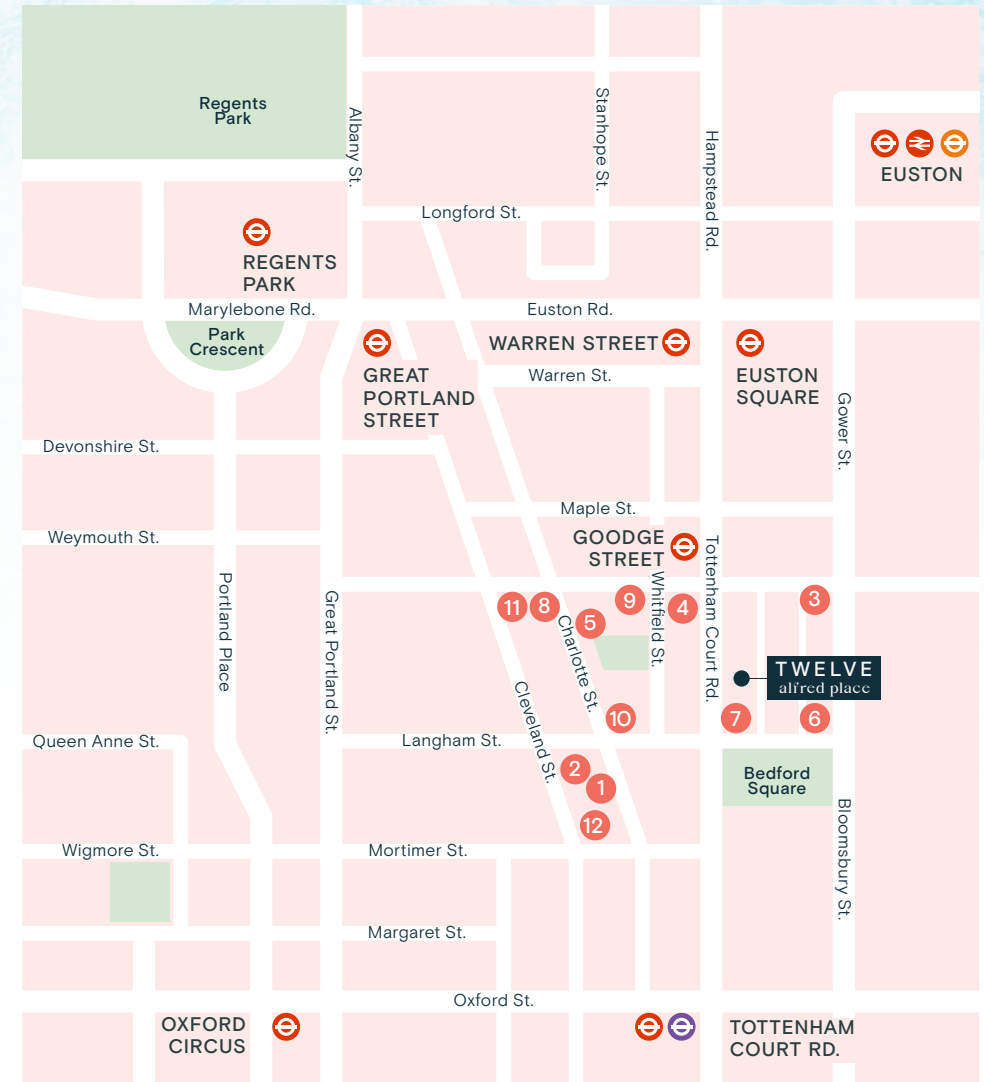 Regents
Park
Albany St.
Stanhope St.
Hampstead Rd.
EUSTON
Longford St.
REGENTS
PARK
Marylebone Rd.
Euston Rd.
Park
Crescent
WARREN STREET
GREAT
PORTLAND
STREET
Warren St.
EUSTON
SQUARE
Gower St.
Devonshire St.
Maple St.
Weymouth St.
GOODGE
STREET
Portland Place
Great Portland St.
Whitfield St.
Tottenham Court Rd.
11
8
9
4
3
5
Charlotte St.
TWELVE
alfred place
Cleveland St.
10
7
6
Queen Anne St.
Langham St.
2
1
12
Bedford
Square
Bloomsbury St.
Wigmore St.
Mortimer St.
Margaret St.
Oxford St.
OXFORD
CIRCUS
TOTTENHAM
COURT RD.